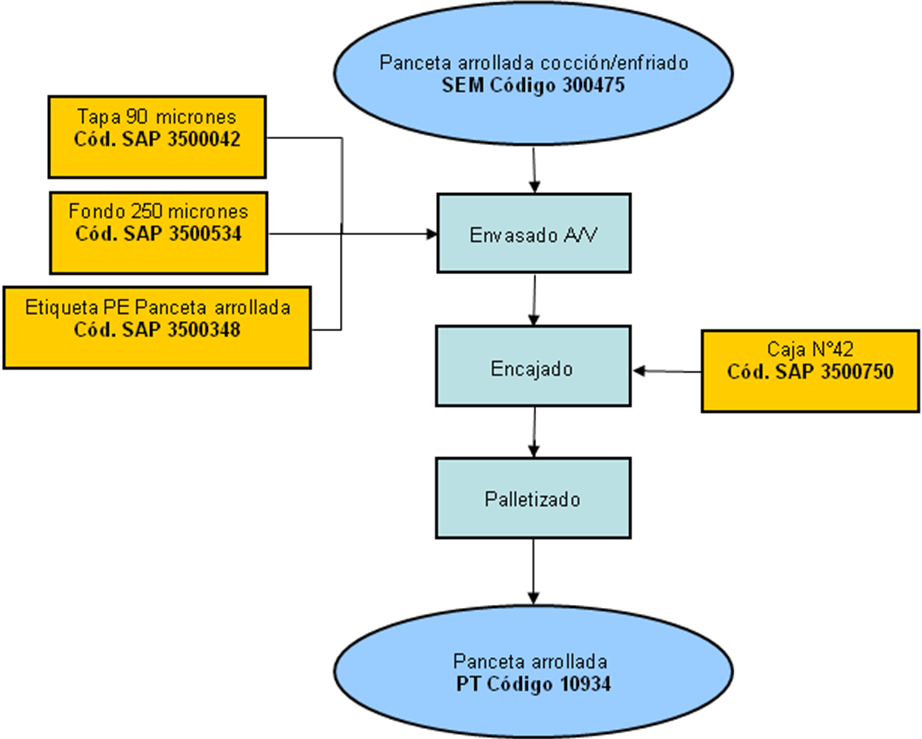 Panceta arrollada cocción/enfriado
SEM Código 300475
Tapa 90 micrones
Cód. SAP 3500042
Fondo 250 micrones
Cód. SAP 3500534
Envasado A/V
Etiqueta PE Panceta arrollada
Cód. SAP 3500348
Encajado
Caja N°42
Cód. SAP 3500750
Palletizado
Panceta arrollada
PT Código 10934